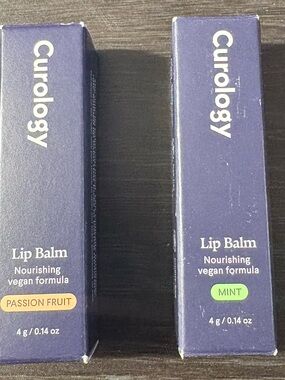 Curology
Lip Balm
Nourishing
vegan formula
PASSION FRUIT
4 g / 0.14 oz
Curology
Lip Balm
Nourishing
vegan formula
MINT
4 g / 0.14 oz